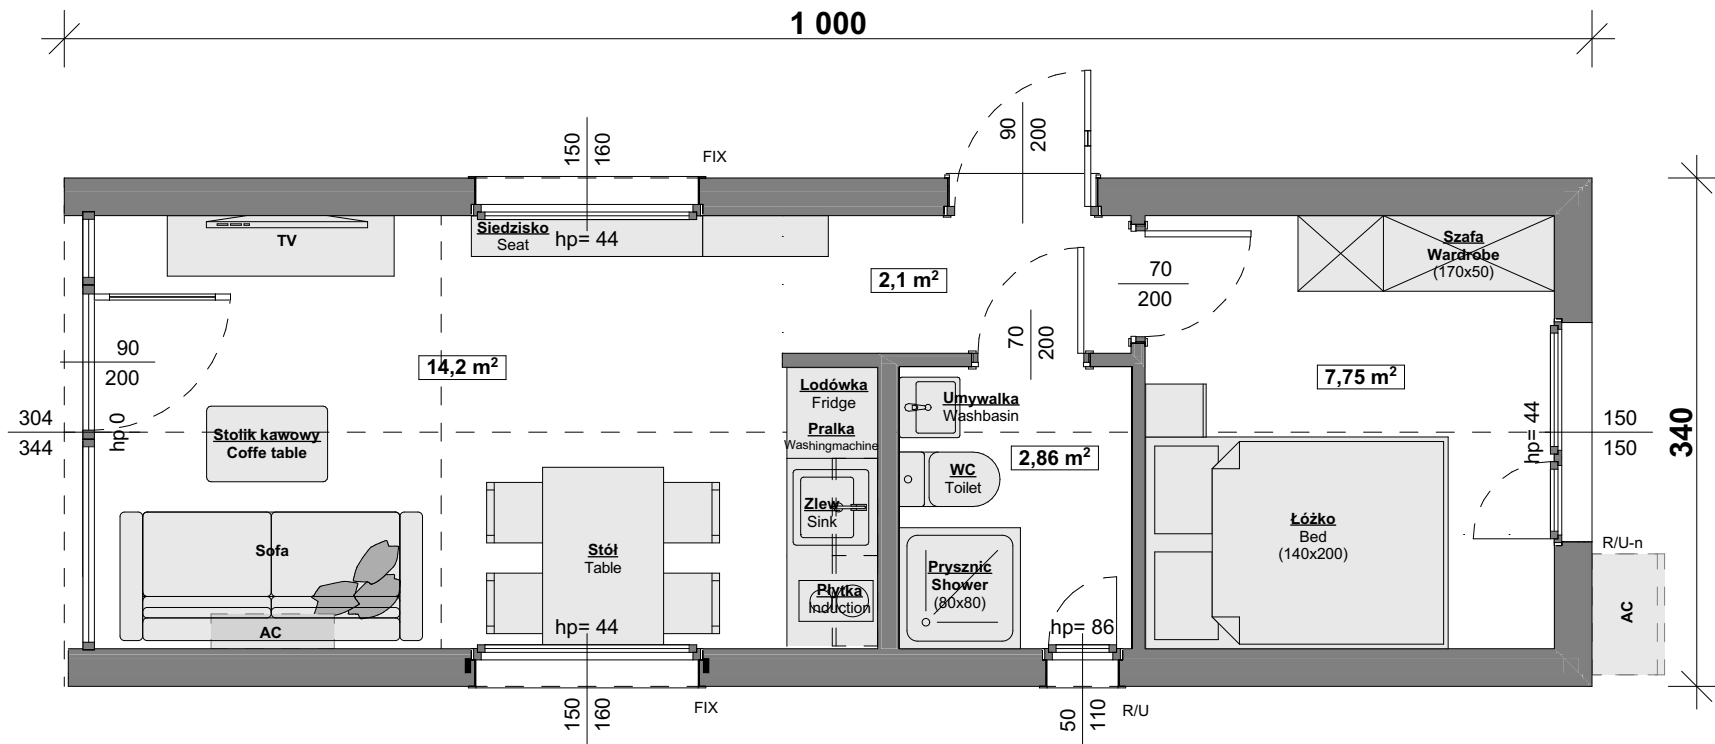 1 000
90
200
150
160
FIX
Siedzisko
Seat
hp= 44
TV
Szafa
Wardrobe
(170x50)
2,1 m²
70
200
70
200
90
200
14,2 m²
7,75 m²
304
344
hp 0
Stolik kawowy
Coffe table
Lodówka
Fridge
Pralka
Washingmachine
Umywalka
Washbasin
2,86 m²
hp= 44
150
150
340
WC
Toilet
Zlew
Sink
Sofa
Stół
Table
Łóżko
Bed
(140x200)
R/U-n
Prysznic
Shower
(80x80)
Płytka
Induction
AC
hp= 44
hp= 86
AC
150
160
FIX
50
110
R/U